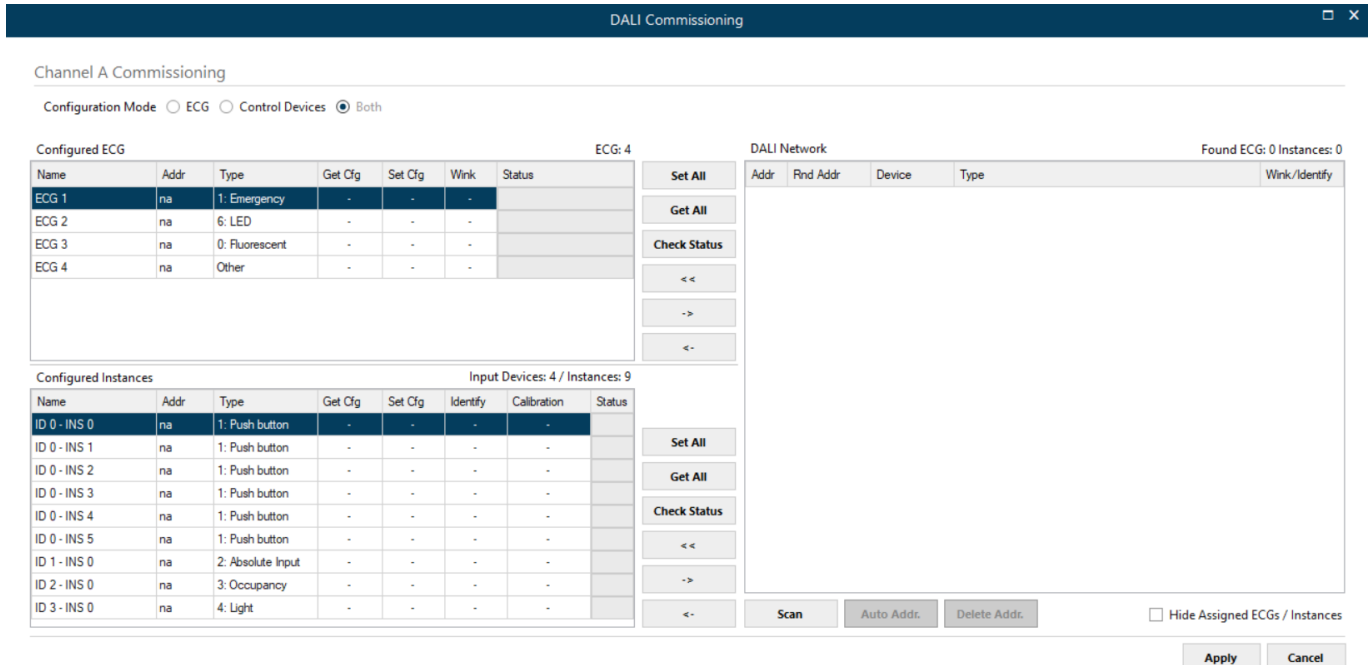 DALI Commissioning
Channel A Commissioning
Configuration Mode ECG Control Devices Both
Configured ECG ECG: 4
Name Addr Type Get Cfg Set Cfg Wink Status
ECG 1 na 1: Emergency - - -
ECG 2 na 6: LED - - -
ECG 3 na 0: Fluorescent - - -
ECG 4 na Other - - -
Set All
Get All
Check Status
<<
->
<-
Configured Instances Input Devices: 4 / Instances: 9
Name Addr Type Get Cfg Set Cfg Identify Calibration Status
ID 0 - INS 0 na 1: Push button - - - -
ID 0 - INS 1 na 1: Push button - - - -
ID 0 - INS 2 na 1: Push button - - - -
ID 0 - INS 3 na 1: Push button - - - -
ID 0 - INS 4 na 1: Push button - - - -
ID 0 - INS 5 na 1: Push button - - - -
ID 1 - INS 0 na 2: Absolute Input - - - -
ID 2 - INS 0 na 3: Occupancy - - - -
ID 3 - INS 0 na 4: Light - - - -
Set All
Get All
Check Status
<<
->
<-
DALI Network Found ECG: 0 Instances: 0
Addr Rnd Addr Device Type Wink/Identify
Scan Auto Addr. Delete Addr. Hide Assigned ECGs / Instances
Apply Cancel